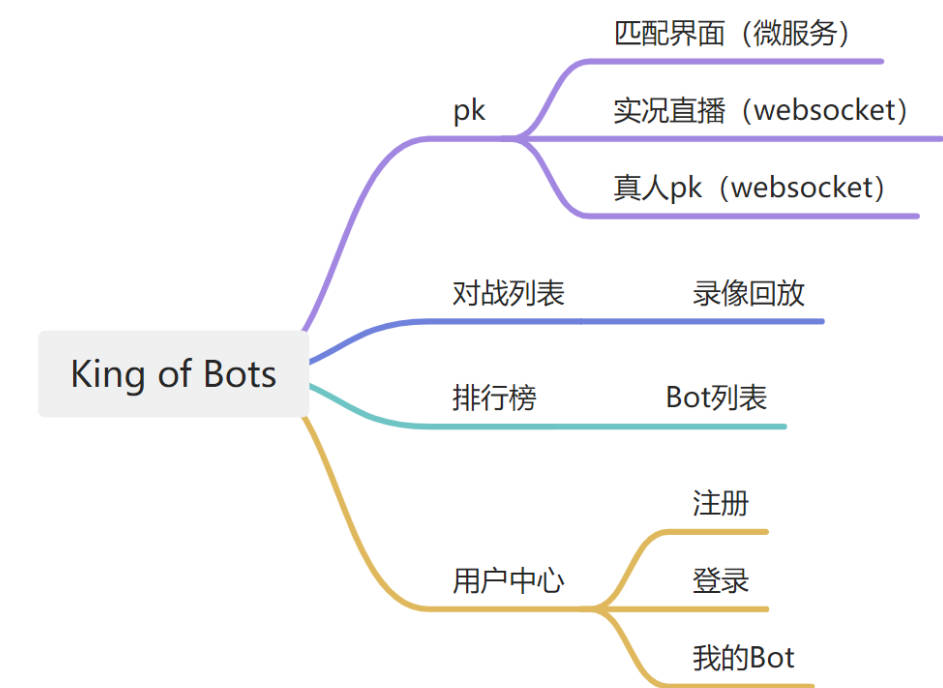 匹配界面（微服务）
pk
实况直播（websocket）
真人pk（websocket）
对战列表
录像回放
King of Bots
排行榜
Bot列表
注册
用户中心
登录
我的Bot